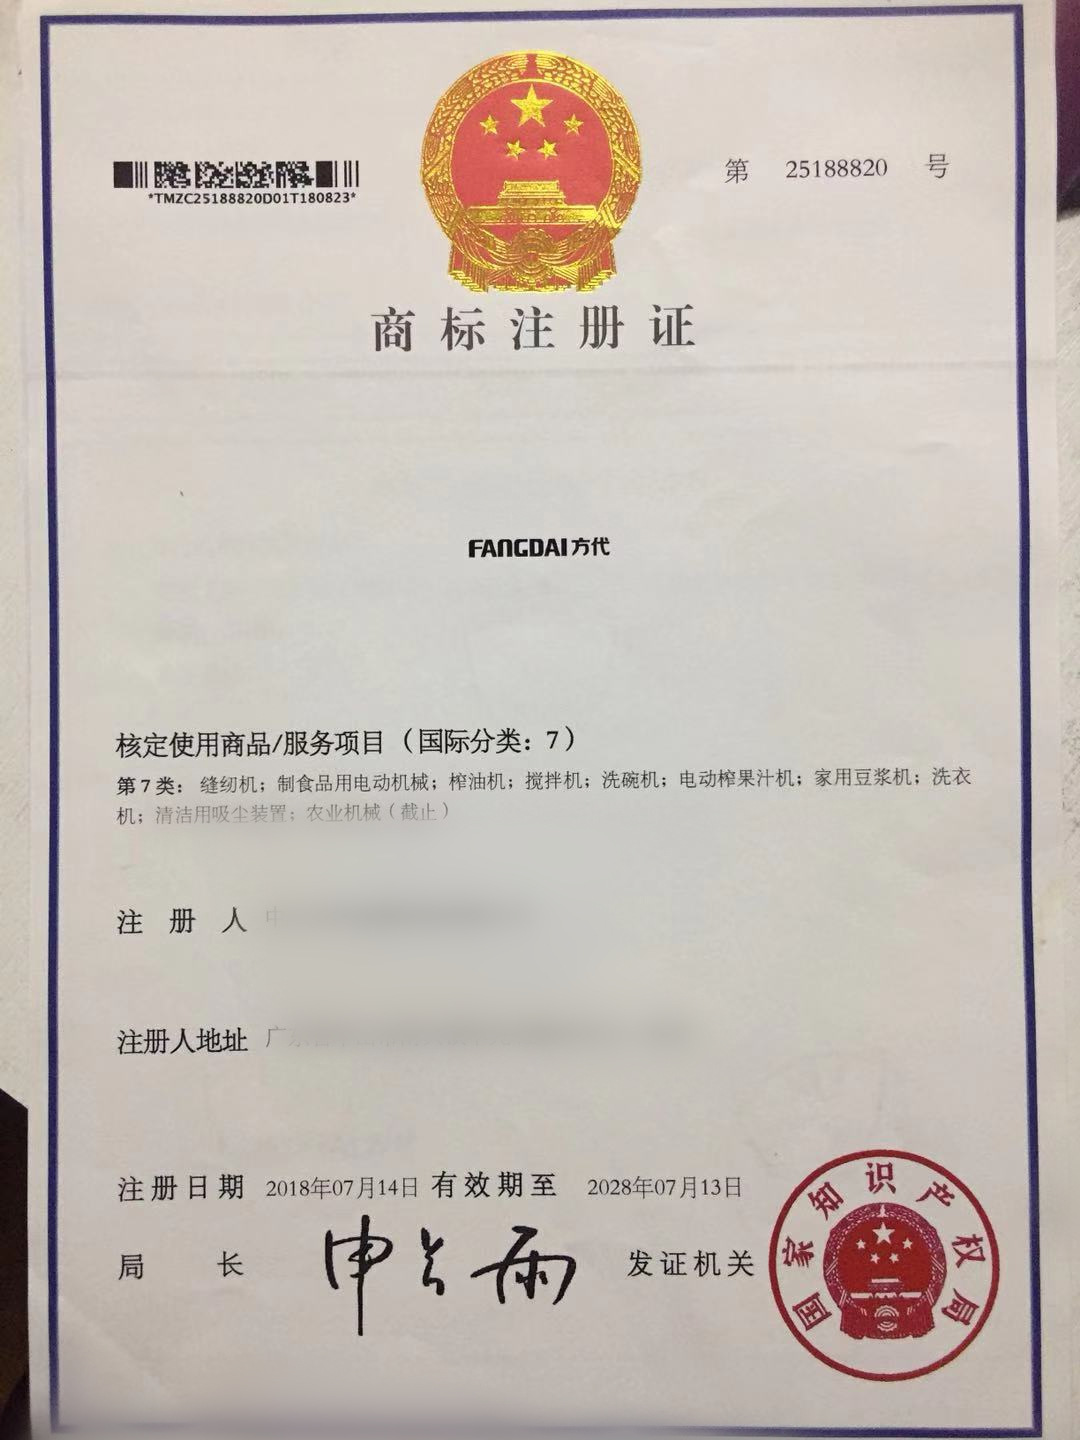 第 25188820 号
*TMZC25188820D01T180823*
商标注册证
FANGDAI方代
核定使用商品/服务项目（国际分类：7）
第7类：缝纫机；制食品用电动机械；榨油机；搅拌机；洗碗机；电动榨果汁机；家用豆浆机；洗衣
机；清洁用吸尘装置；农业机械（截止）
注册人
注册人地址 广
注册日期 2018年07月14日 有效期至 2028年07月13日
局长 申长雨 发证机关
国家知识产权局